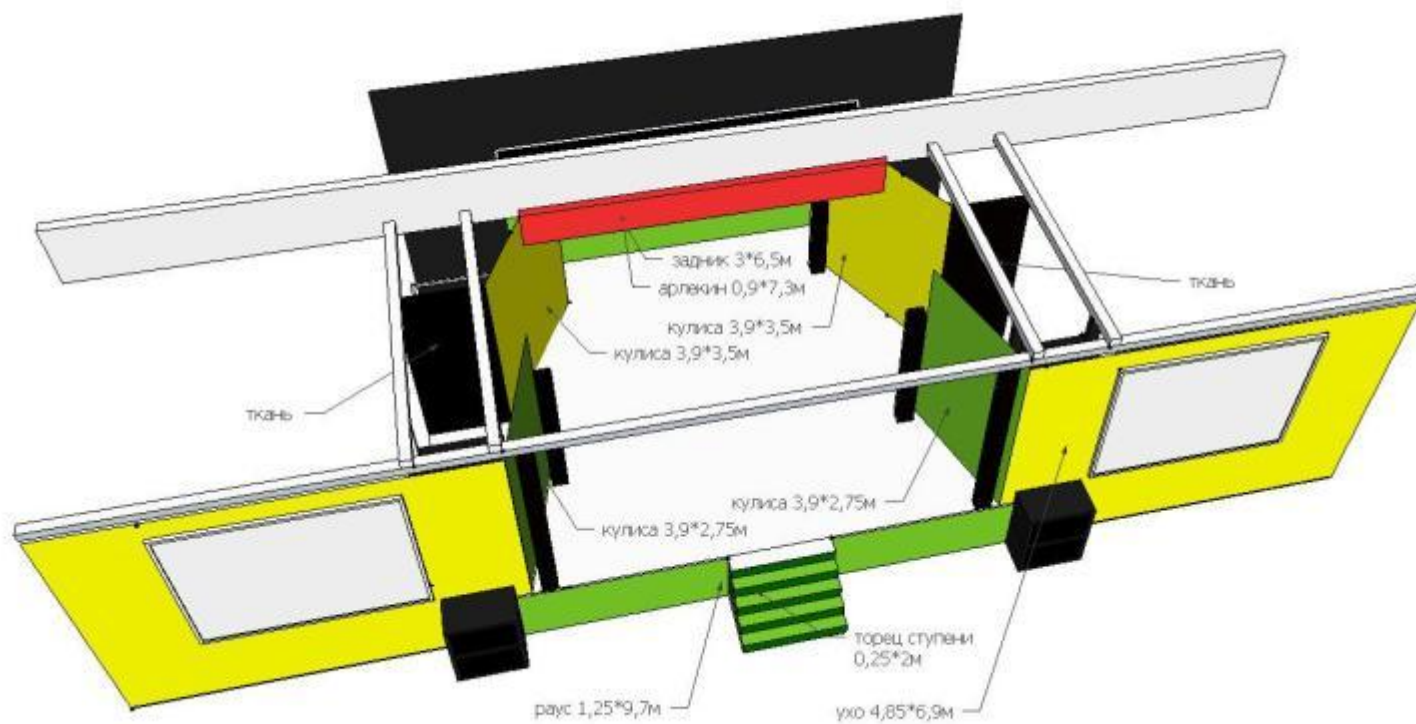 задник 3*6,5м
арлекин 0,9*7,3м
ткань
кулиса 3,9*3,5м
кулиса 3,9*3,5м
ткань
кулиса 3,9*2,75м
кулиса 3,9*2,75м
торец ступени
0,25*2м
раус 1,25*9,7м
ухо 4,85*6,9м